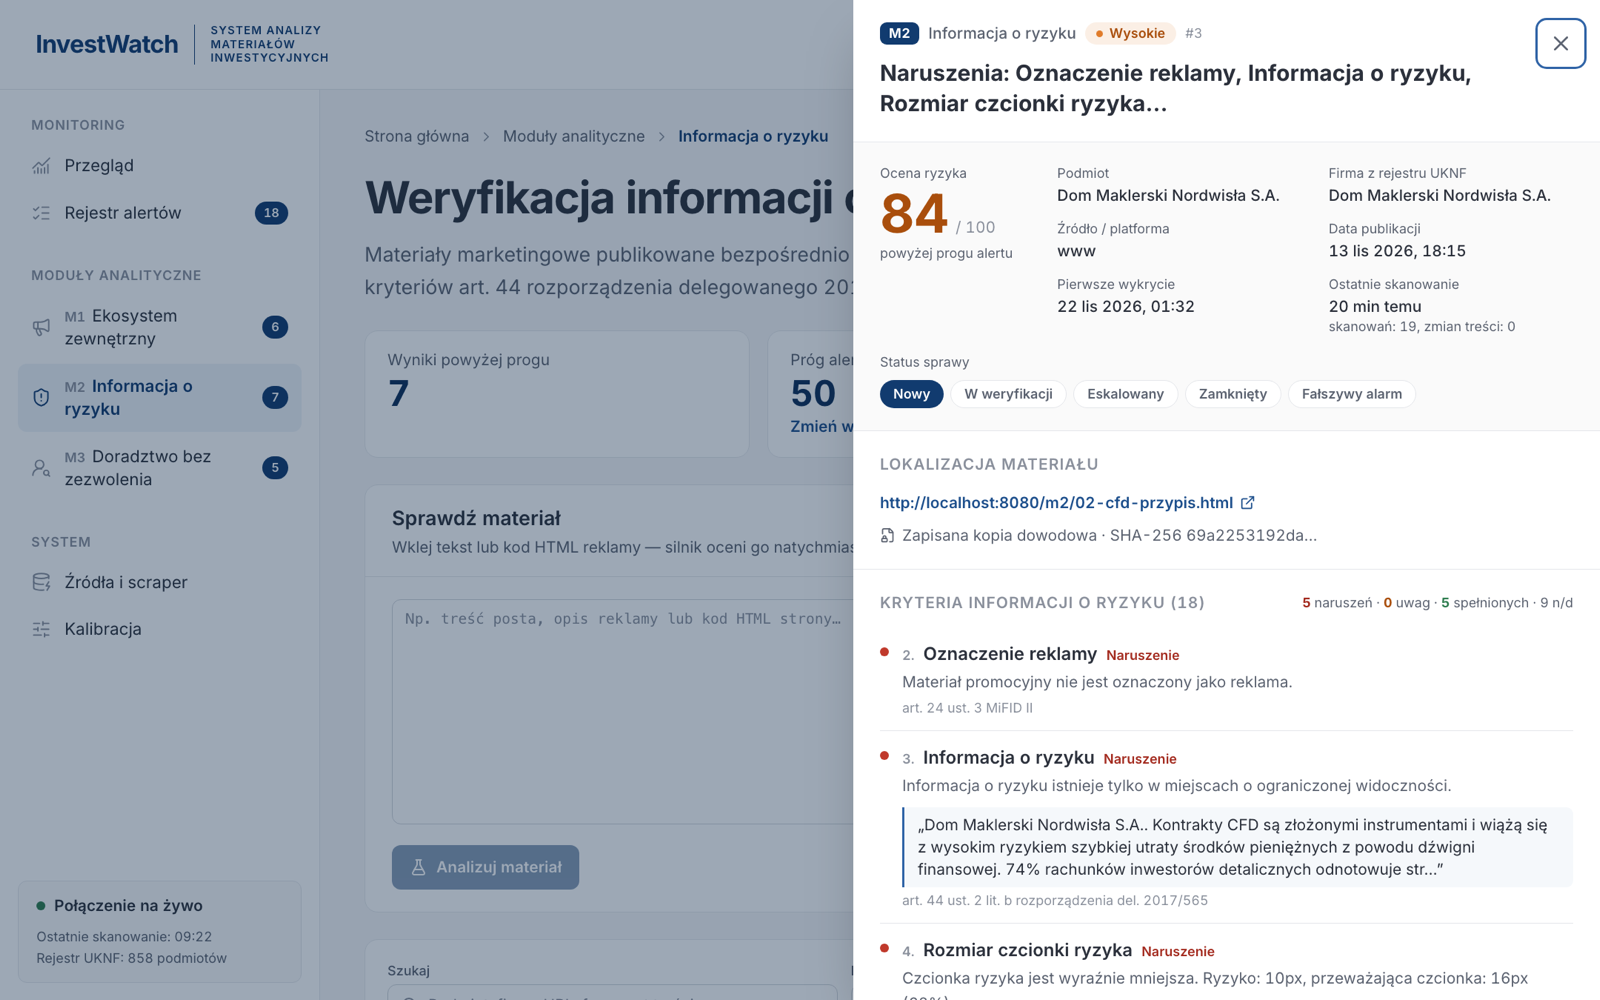 InvestWatch
SYSTEM ANALIZY
MATERIAŁÓW
INWESTYCYJNYCH
MONITORING
Przegląd
Rejestr alertów 18
MODUŁY ANALITYCZNE
M1 Ekosystem
zewnętrzny 6
M2 Informacja o
ryzyku 7
M3 Doradztwo bez
zezwolenia 5
SYSTEM
Źródła i scraper
Kalibracja
Połączenie na żywo
Ostatnie skanowanie: 09:22
Rejestr UKNF: 858 podmiotów
Strona główna > Moduły analityczne > Informacja o ryzyku
Weryfikacja informacji
Materiały marketingowe publikowane bezpośrednio
kryteriów art. 44 rozporządzenia delegowanego 201
Wyniki powyżej progu
7
Próg aler
50
Zmień w
Sprawdź materiał
Wklej tekst lub kod HTML reklamy — silnik oceni go natychmias
Np. treść posta, opis reklamy lub kod HTML strony…
Analizuj materiał
Szukaj
M2 Informacja o ryzyku Wysokie #3
Naruszenia: Oznaczenie reklamy, Informacja o ryzyku,
Rozmiar czcionki ryzyka…
Ocena ryzyka
84 / 100
powyżej progu alertu
Podmiot
Dom Maklerski Nordwisła S.A.
Firma z rejestru UKNF
Dom Maklerski Nordwisła S.A.
Źródło / platforma
www
Data publikacji
13 lis 2026, 18:15
Pierwsze wykrycie
22 lis 2026, 01:32
Ostatnie skanowanie
20 min temu
skanowań: 19, zmian treści: 0
Status sprawy
Nowy W weryfikacji Eskalowany Zamknięty Fałszywy alarm
LOKALIZACJA MATERIAŁU
http://localhost:8080/m2/02-cfd-przypis.html
Zapisana kopia dowodowa · SHA-256 69a2253192da…
KRYTERIA INFORMACJI O RYZYKU (18)
5 naruszeń · 0 uwag · 5 spełnionych · 9 n/d
2. Oznaczenie reklamy Naruszenie
Materiał promocyjny nie jest oznaczony jako reklama.
art. 24 ust. 3 MiFID II
3. Informacja o ryzyku Naruszenie
Informacja o ryzyku istnieje tylko w miejscach o ograniczonej widoczności.
„Dom Maklerski Nordwisła S.A.. Kontrakty CFD są złożonymi instrumentami i wiążą się
z wysokim ryzykiem szybkiej utraty środków pieniężnych z powodu dźwigni
finansowej. 74% rachunków inwestorów detalicznych odnotowuje str…”
art. 44 ust. 2 lit. b rozporządzenia del. 2017/565
4. Rozmiar czcionki ryzyka Naruszenie
Czcionka ryzyka jest wyraźnie mniejsza. Ryzyko: 10px, przeważająca czcionka: 16px